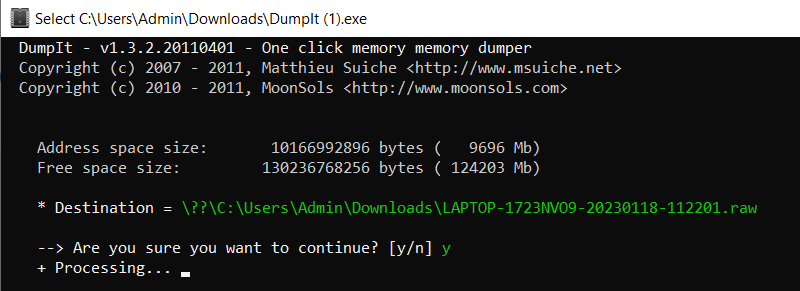 Select C:\Users\Admin\Downloads\DumpIt (1).exe
DumpIt - v1.3.2.20110401 - One click memory memory dumper
Copyright (c) 2007 - 2011, Matthieu Suiche <http://www.msuiche.net>
Copyright (c) 2010 - 2011, MoonSols <http://www.moonsols.com>
Address space size: 10166992896 bytes ( 9696 Mb)
Free space size: 130236768256 bytes ( 124203 Mb)
* Destination = \??\C:\Users\Admin\Downloads\LAPTOP-1723NVO9-20230118-112201.raw
--> Are you sure you want to continue? [y/n] y
+ Processing...